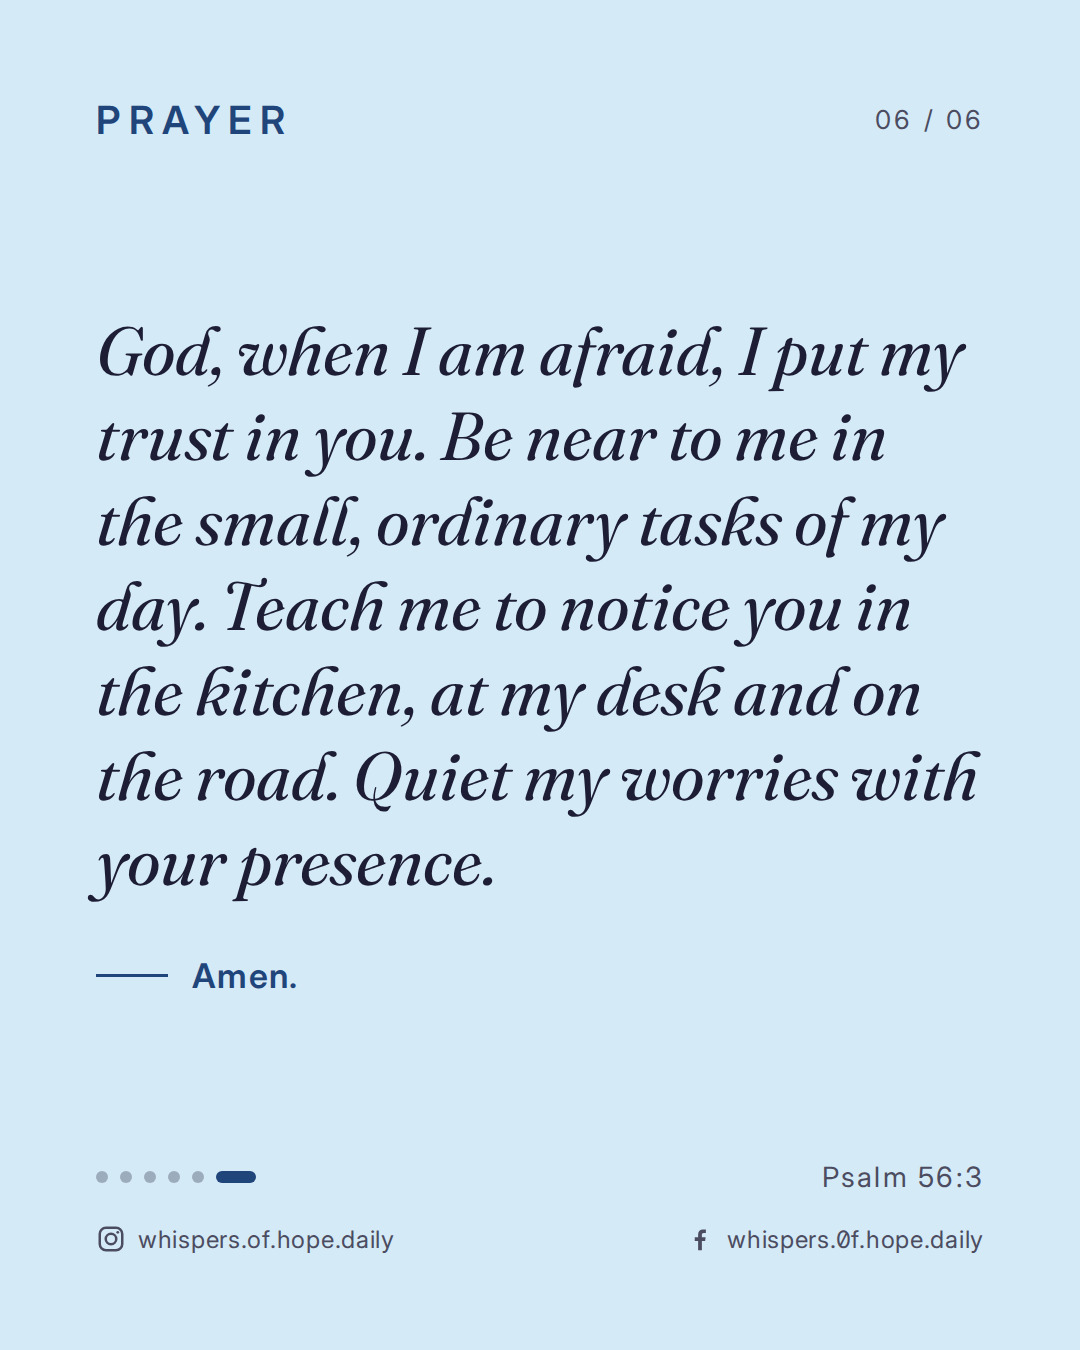 PRAYER
06 / 06
God, when I am afraid, I put my
trust in you. Be near to me in
the small, ordinary tasks of my
day. Teach me to notice you in
the kitchen, at my desk and on
the road. Quiet my worries with
your presence.
Amen.
Psalm 56:3
whispers.of.hope.daily
whispers.0f.hope.daily